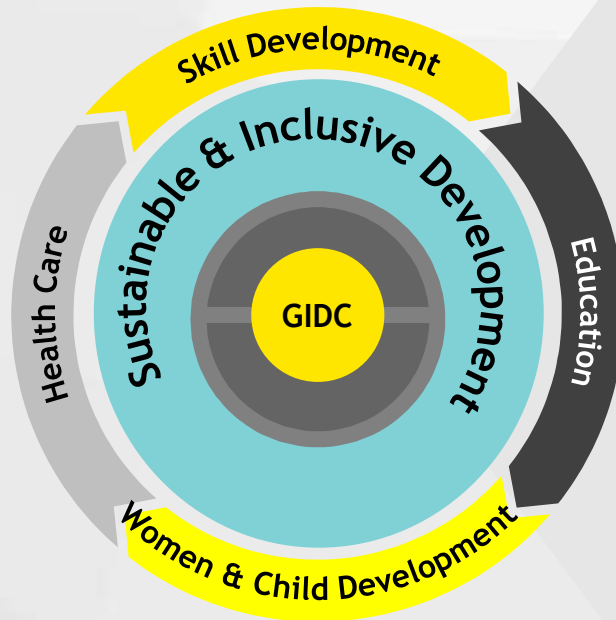 Skill Development
Sustainable & Inclusive Development
Health Care
GIDC
Education
Women & Child Development